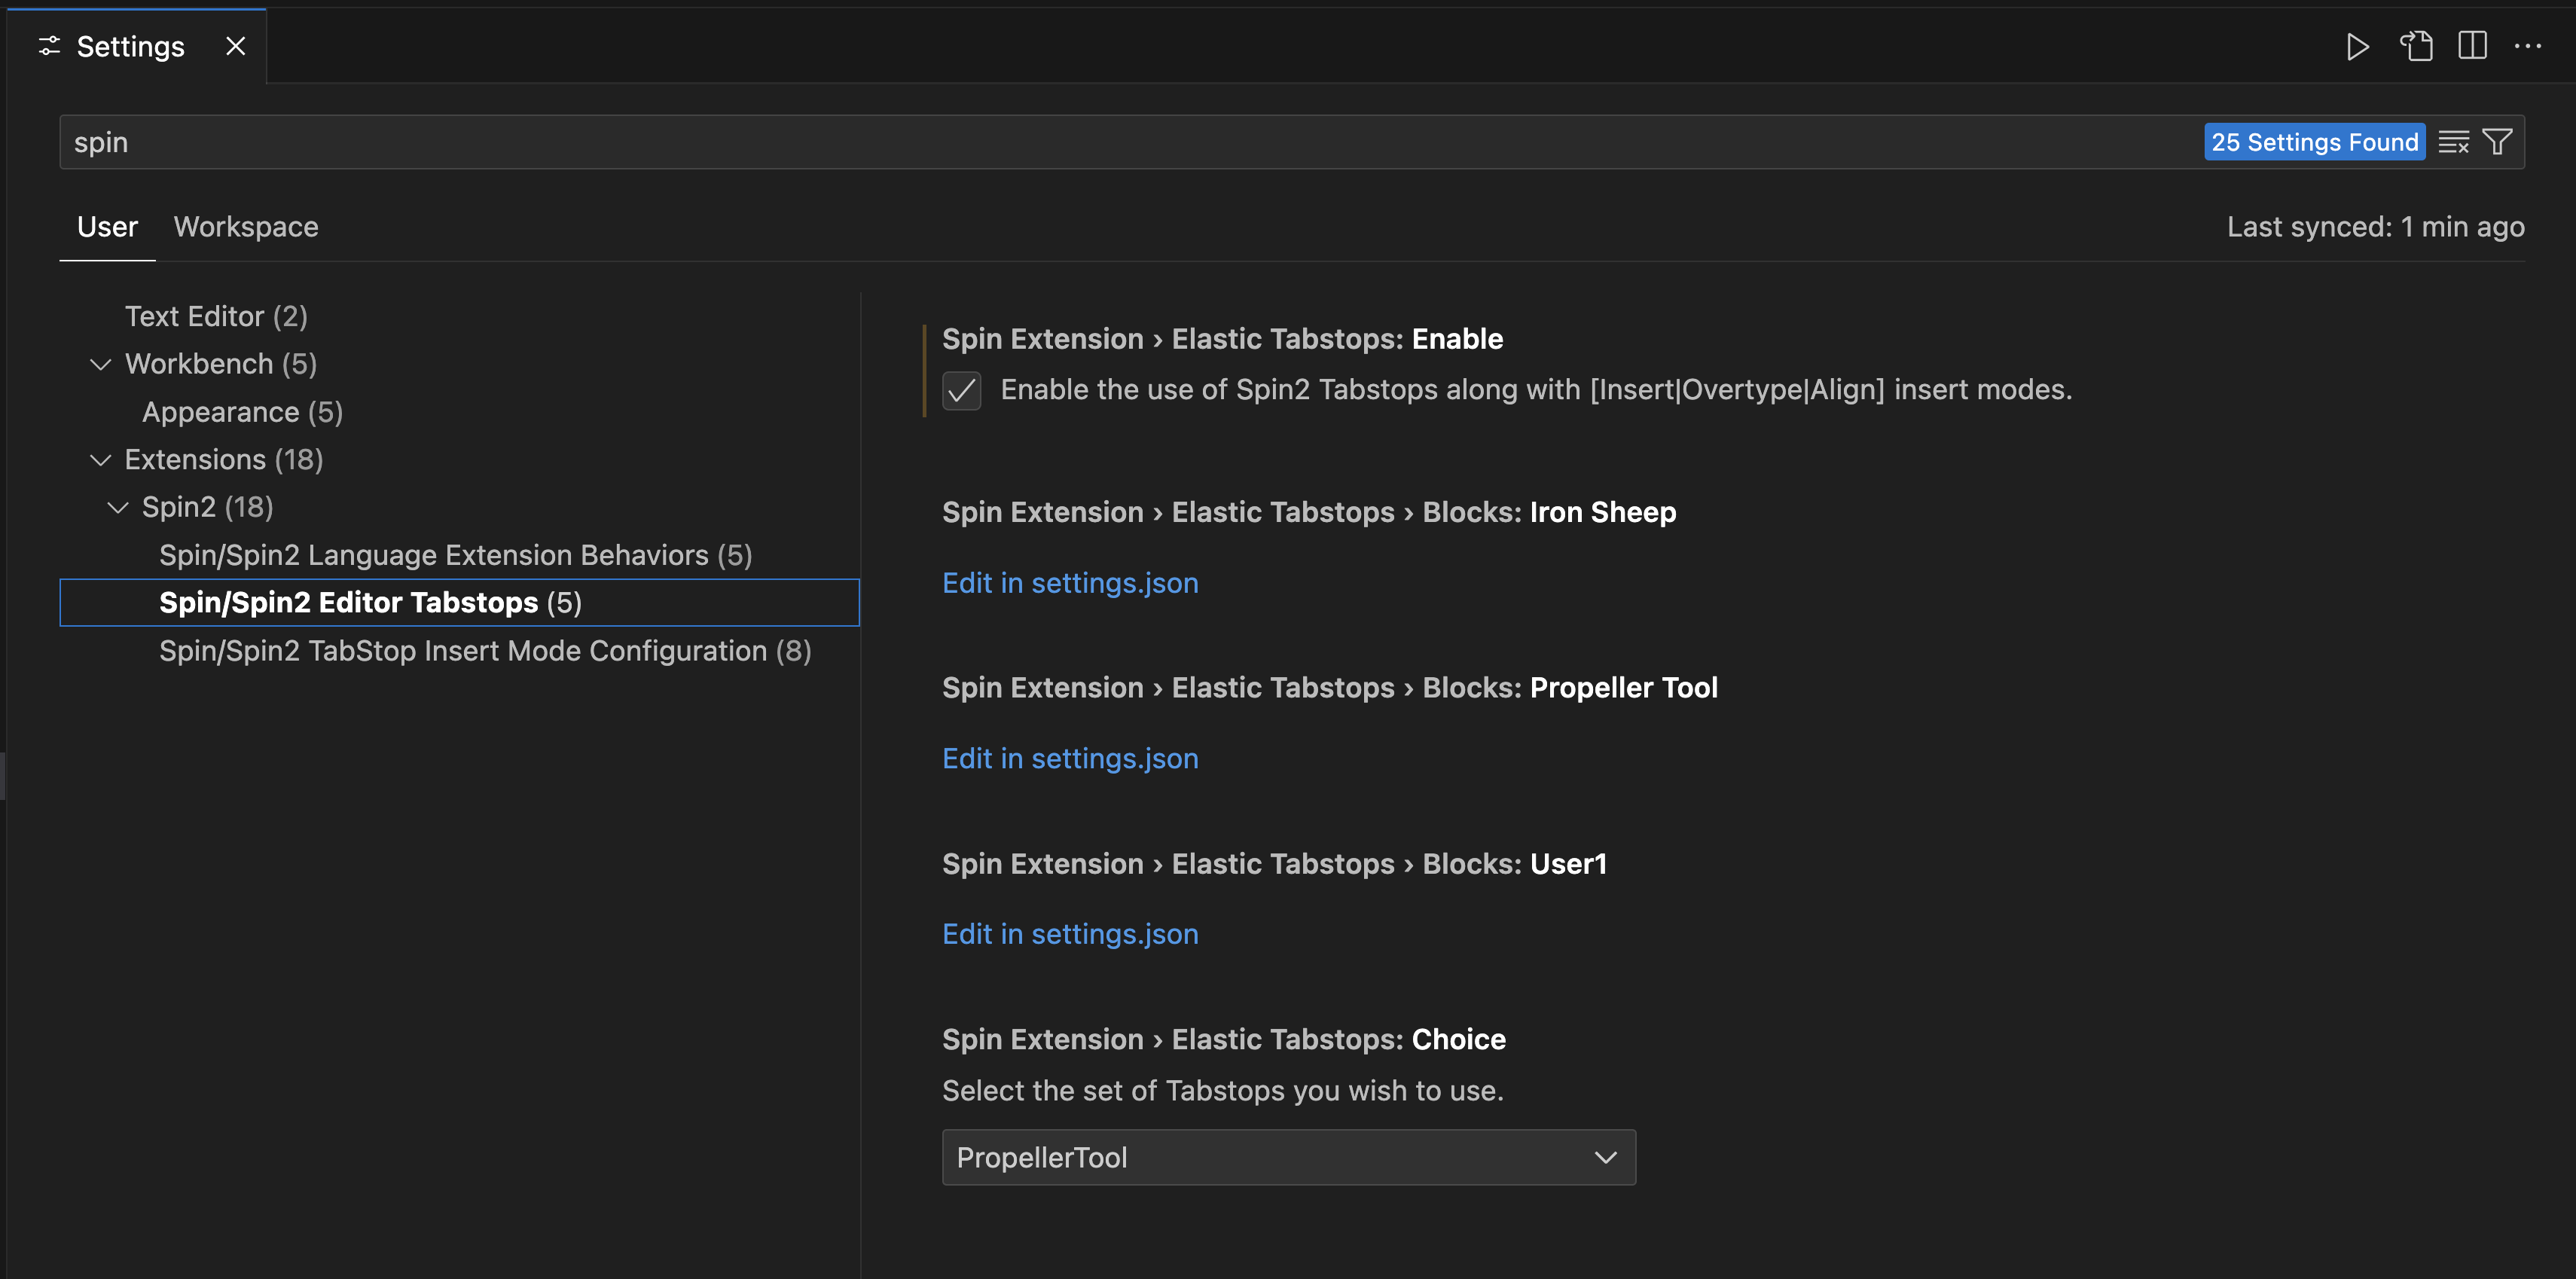 Settings
spin
25 Settings Found
User Workspace
Last synced: 1 min ago
Text Editor (2)
Workbench (5)
Appearance (5)
Extensions (18)
Spin2 (18)
Spin/Spin2 Language Extension Behaviors (5)
Spin/Spin2 Editor Tabstops (5)
Spin/Spin2 TabStop Insert Mode Configuration (8)
Spin Extension › Elastic Tabstops: Enable
Enable the use of Spin2 Tabstops along with [Insert|Overtype|Align] insert modes.
Spin Extension › Elastic Tabstops › Blocks: Iron Sheep
Edit in settings.json
Spin Extension › Elastic Tabstops › Blocks: Propeller Tool
Edit in settings.json
Spin Extension › Elastic Tabstops › Blocks: User1
Edit in settings.json
Spin Extension › Elastic Tabstops: Choice
Select the set of Tabstops you wish to use.
PropellerTool